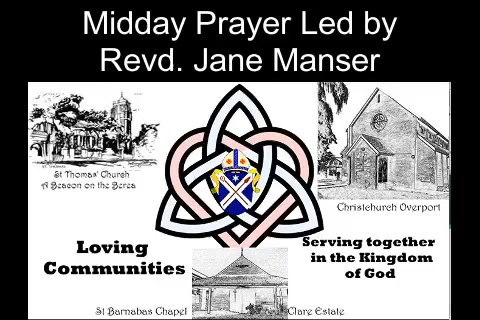 Midday Prayer Led by
Revd. Jane Manser
St Thomas' Church
A Beacon on the Berea
Christchurch Overport
Loving
Communities
Serving together
in the Kingdom
of God
St Barnabas Chapel
Clare Estate